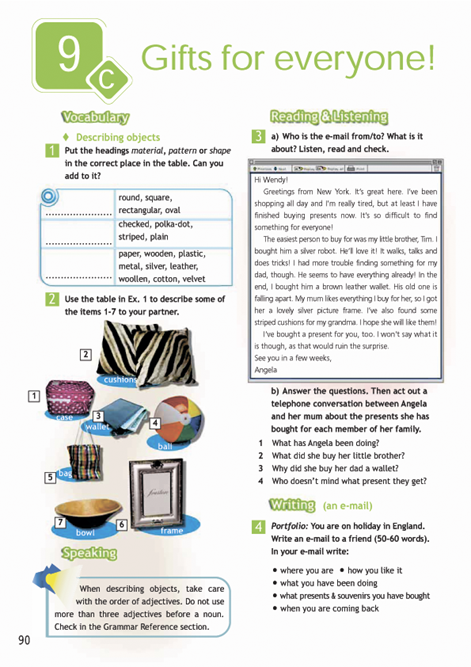 9
C
Gifts for everyone!
Vocabulary
♦ Describing objects
1 Put the headings material, pattern or shape
in the correct place in the table. Can you
add to it?
...................... round, square,
rectangular, oval
...................... checked, polka-dot,
striped, plain
...................... paper, wooden, plastic,
metal, silver, leather,
woollen, cotton, velvet
2 Use the table in Ex. 1 to describe some of
the items 1-7 to your partner.
2
cushions
1
case
3
wallet
4
ball
5
bag
7
bowl
6
frame
Speaking
When describing objects, take care
with the order of adjectives. Do not use
more than three adjectives before a noun.
Check in the Grammar Reference section.
90
Reading & Listening
3 a) Who is the e-mail from/to? What is it
about? Listen, read and check.
Hi Wendy!
Greetings from New York. It's great here. I've been
shopping all day and I'm really tired, but at least I have
finished buying presents now. It's so difficult to find
something for everyone!
The easiest person to buy for was my little brother, Tim. I
bought him a silver robot. He'll love it! It walks, talks and
does tricks! I had more trouble finding something for my
dad, though. He seems to have everything already! In the
end, I bought him a brown leather wallet. His old one is
falling apart. My mum likes everything I buy for her, so I got
her a lovely silver picture frame. I've also found some
striped cushions for my grandma. I hope she will like them!
I've bought a present for you, too. I won't say what it
is though, as that would ruin the surprise.
See you in a few weeks,
Angela
b) Answer the questions. Then act out a
telephone conversation between Angela
and her mum about the presents she has
bought for each member of her family.
1 What has Angela been doing?
2 What did she buy her little brother?
3 Why did she buy her dad a wallet?
4 Who doesn't mind what present they get?
Writing (an e-mail)
4 Portfolio: You are on holiday in England.
Write an e-mail to a friend (50-60 words).
In your e-mail write:
• where you are • how you like it
• what you have been doing
• what presents & souvenirs you have bought
• when you are coming back